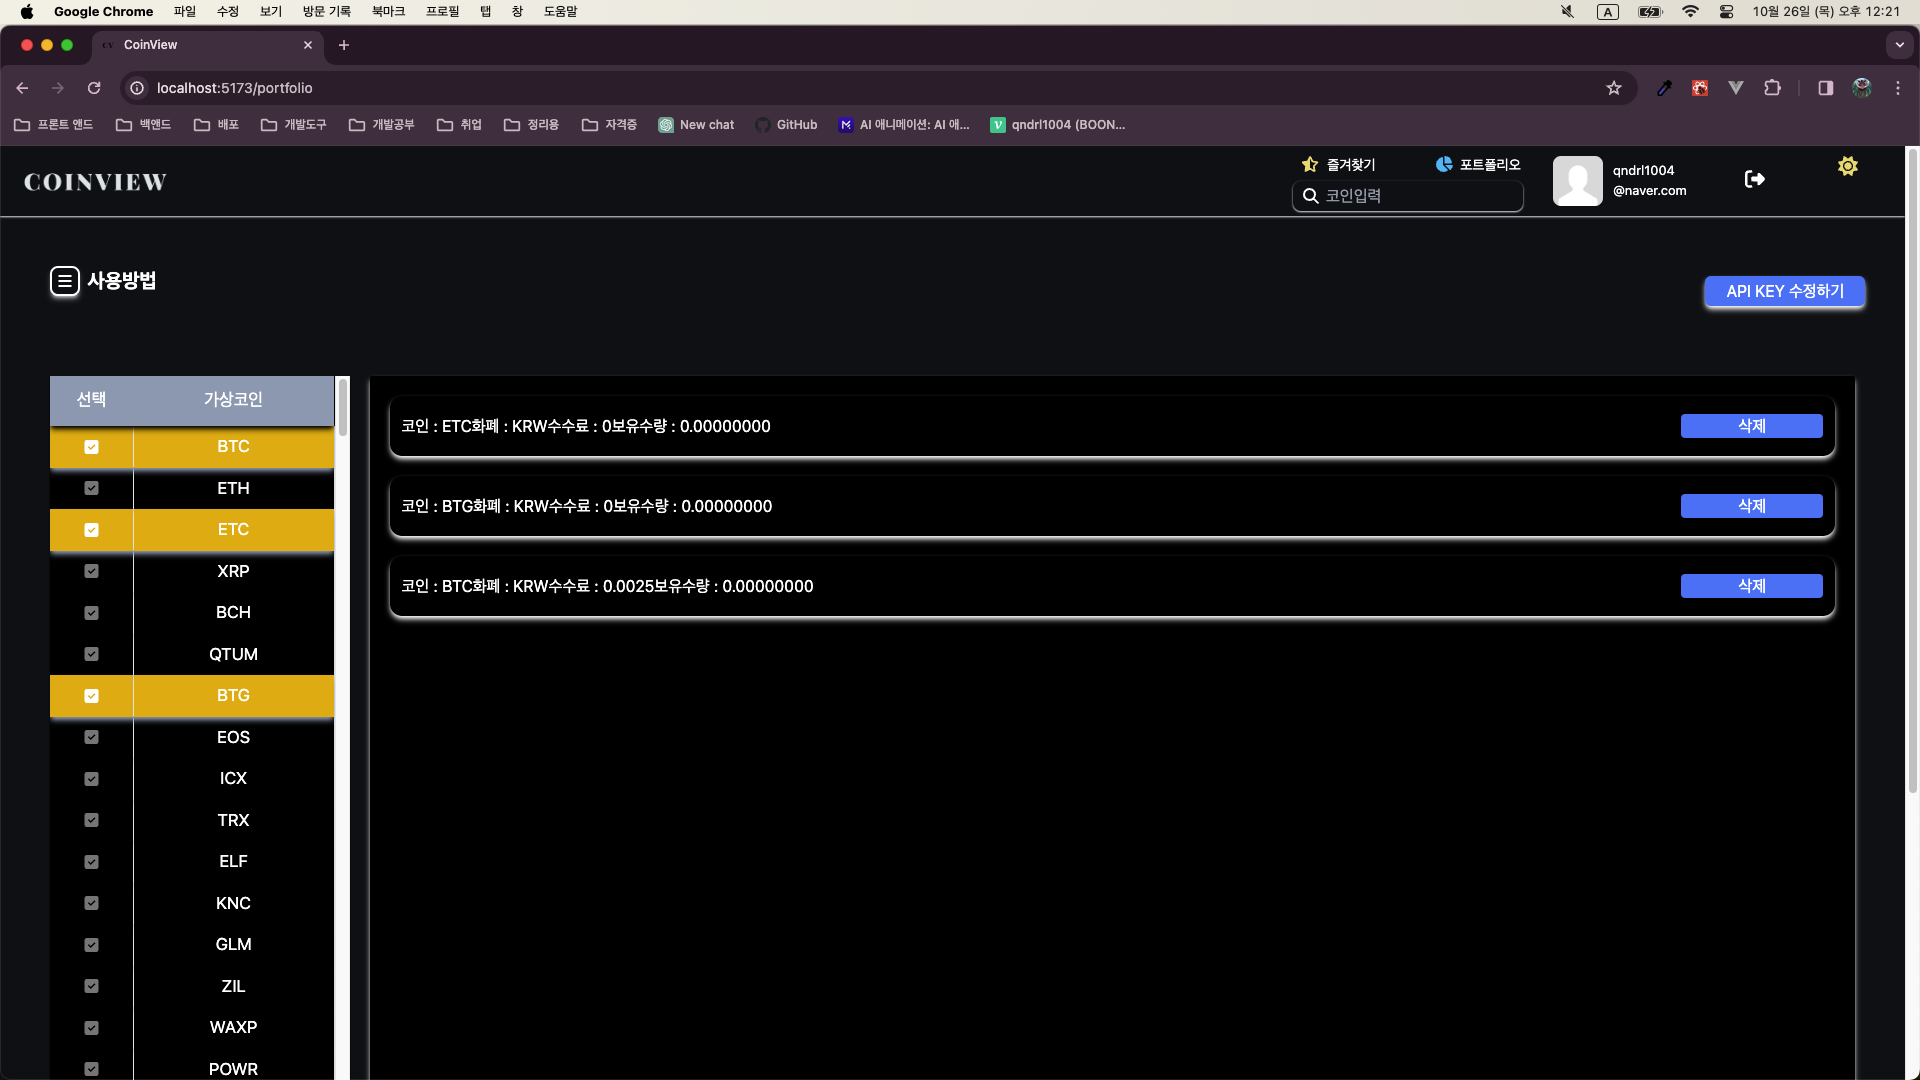 Google Chrome 파일 수정 보기 방문 기록 북마크 프로필 탭 창 도움말 A 10월 26일 (목) 오후 12:21
CV CoinView
localhost:5173/portfolio
프론트 앤드 백앤드 배포 개발도구 개발공부 취업 정리용 자격증 New chat GitHub AI 애니메이션: AI 애... qndrl1004 (BOON...
COINVIEW
즐겨찾기 포트폴리오
코인입력
qndrl1004
@naver.com
사용방법
API KEY 수정하기
선택 가상코인
BTC
ETH
ETC
XRP
BCH
QTUM
BTG
EOS
ICX
TRX
ELF
KNC
GLM
ZIL
WAXP
POWR
코인 : ETC화폐 : KRW수수료 : 0보유수량 : 0.00000000 삭제
코인 : BTG화폐 : KRW수수료 : 0보유수량 : 0.00000000 삭제
코인 : BTC화폐 : KRW수수료 : 0.0025보유수량 : 0.00000000 삭제